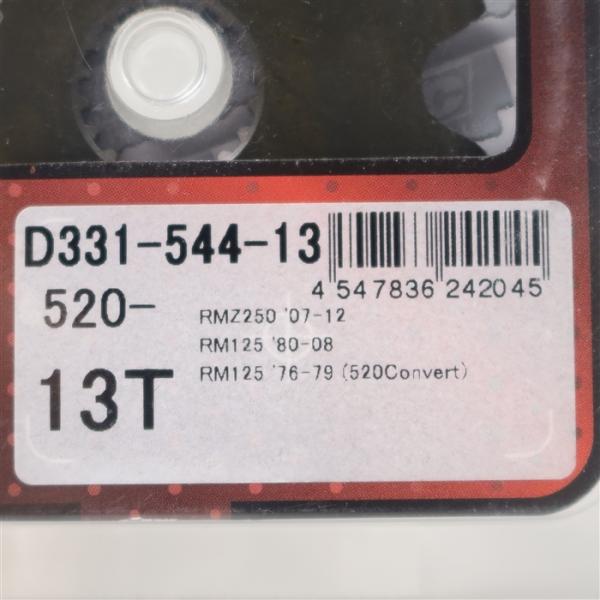 D331-544-13
4 547836 242045
520-
RMZ250 '07-12
RM125 '80-08
RM125 '76-79 (520Convert)
13T